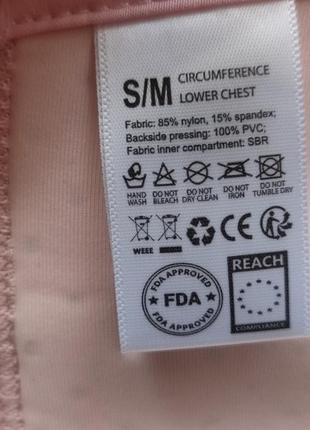 S/M CIRCUMFERENCE
LOWER CHEST
Fabric: 85% nylon, 15% spandex;
Backside pressing: 100% PVC;
Fabric inner compartment: SBR
HAND WASH
DO NOT BLEACH
DO NOT DRY CLEAN
DO NOT IRON
DO NOT TUMBLE DRY
WEEE
CE
FDA APPROVED
FDA
FDA APPROVED
REACH
COMPLIANCE